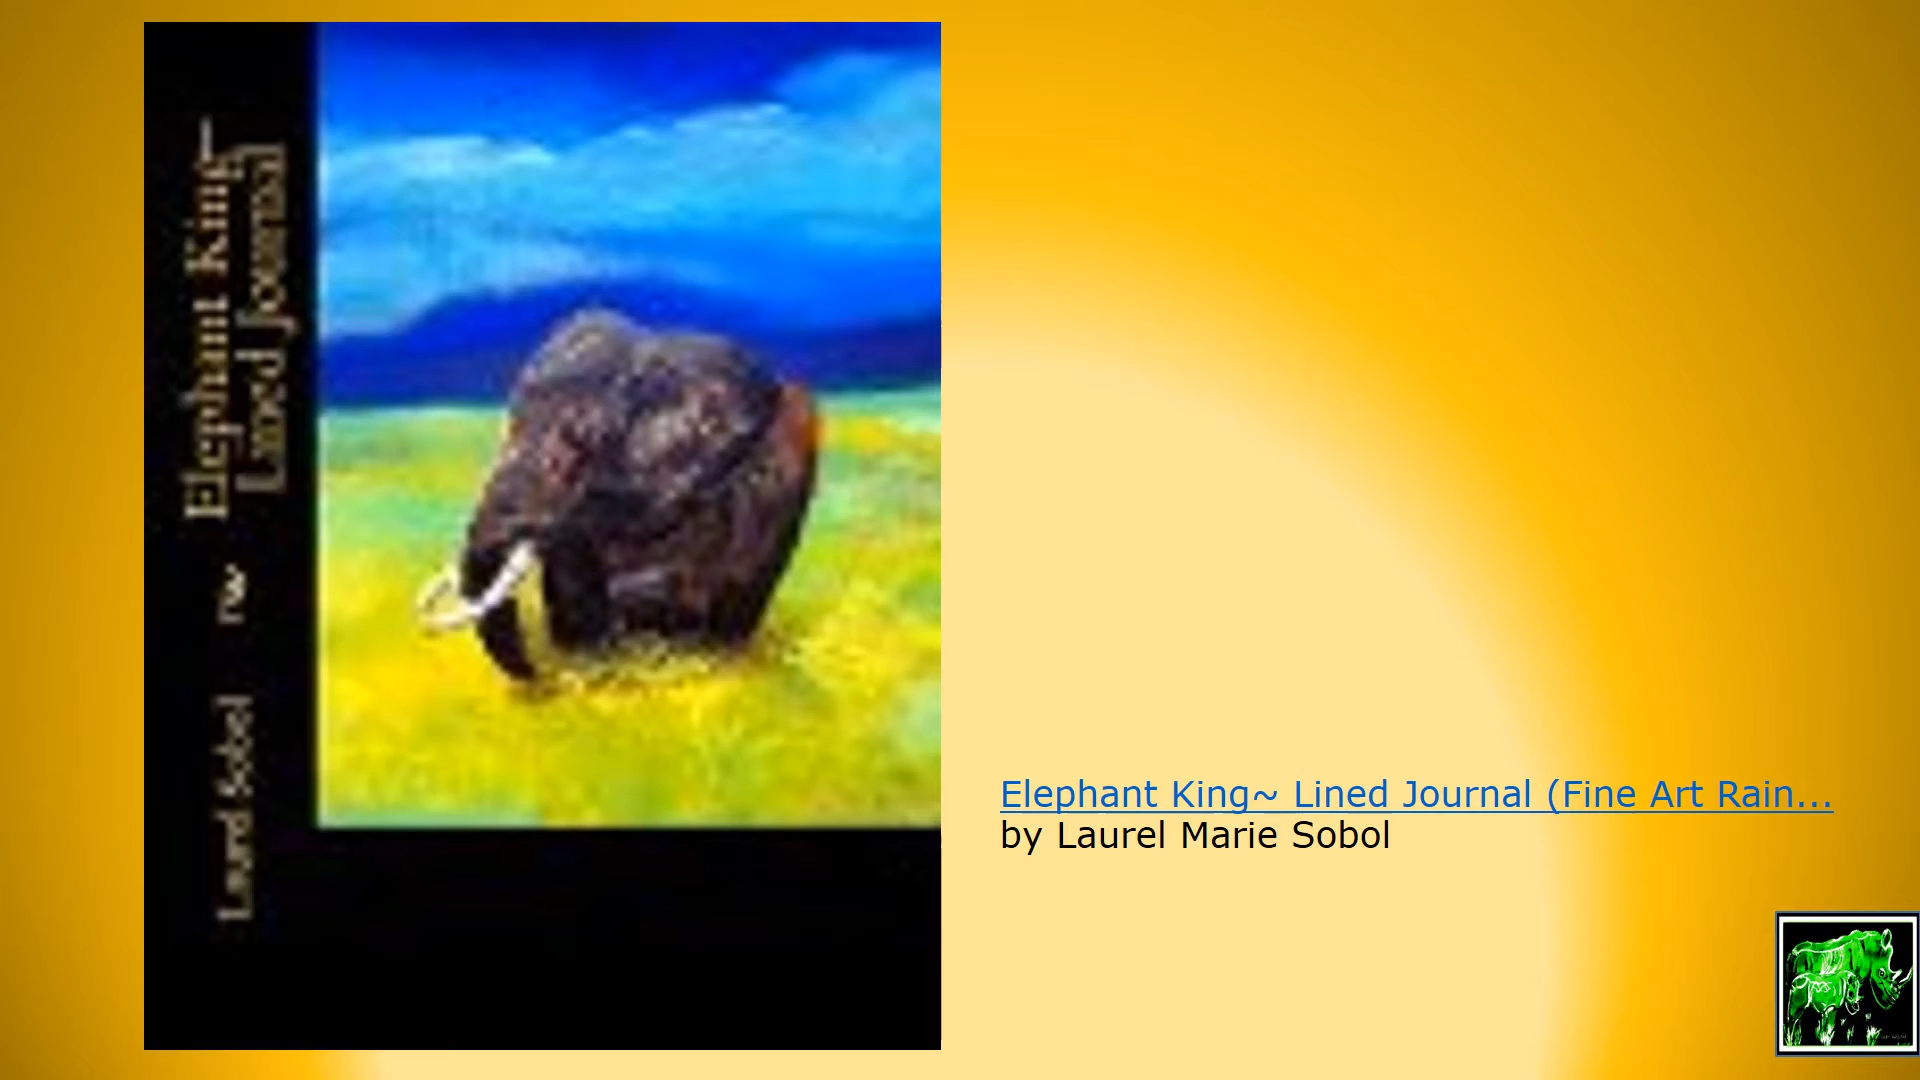 Elephant King~
Lined Journal
Laurel Sobol
Elephant King~ Lined Journal (Fine Art Rain...
by Laurel Marie Sobol